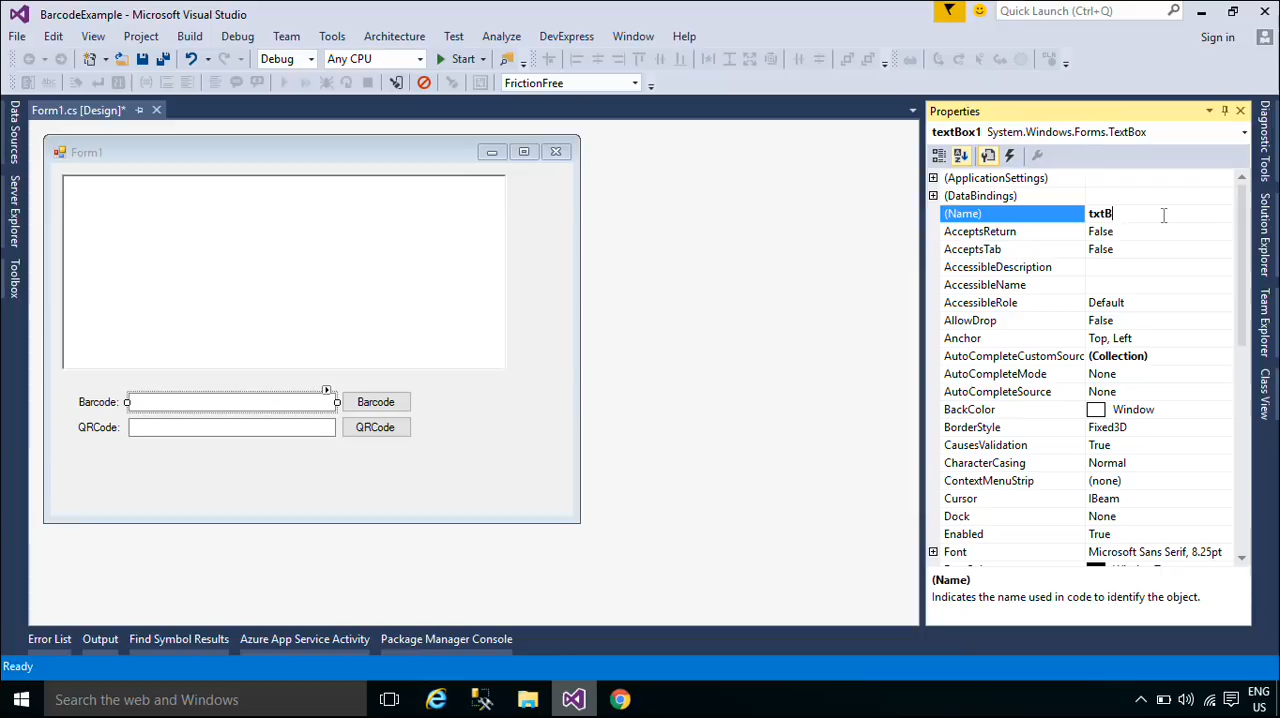 BarcodeExample - Microsoft Visual Studio
Quick Launch (Ctrl+Q)
File Edit View Project Build Debug Team Tools Architecture Test Analyze DevExpress Window Help
Sign in
Debug Any CPU Start
FrictionFree
Data Sources
Server Explorer
Toolbox
Form1.cs [Design]*
Form1
Barcode: Barcode
QRCode: QRCode
Properties
textBox1 System.Windows.Forms.TextBox
(ApplicationSettings)
(DataBindings)
(Name) txtB
AcceptsReturn False
AcceptsTab False
AccessibleDescription
AccessibleName
AccessibleRole Default
AllowDrop False
Anchor Top, Left
AutoCompleteCustomSourc (Collection)
AutoCompleteMode None
AutoCompleteSource None
BackColor Window
BorderStyle Fixed3D
CausesValidation True
CharacterCasing Normal
ContextMenuStrip (none)
Cursor IBeam
Dock None
Enabled True
Font Microsoft Sans Serif, 8.25pt
(Name)
Indicates the name used in code to identify the object.
Diagnostic Tools
Solution Explorer
Team Explorer
Class View
Error List Output Find Symbol Results Azure App Service Activity Package Manager Console
Ready
Search the web and Windows
ENG
US